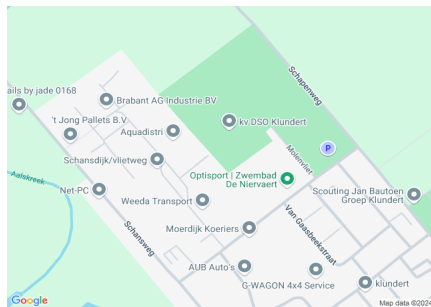 Schapenweg
ails by jade 0168
Brabant AG Industrie BV
't Jong Pallets B.V.
Aquadistri
kv DSO Klundert
P
Molenvliet
Schansdijk/vlietweg
Aalskreek
Net-PC
Optisport | Zwembad
De Niervaert
Scouting Jan Bautoen
Groep Klundert
Weeda Transport
Schansweg
Van Gaasbeekstraat
Moerdijk Koeriers
AUB Auto's
G-WAGON 4x4 Service
klundert
Google
Map data ©2024